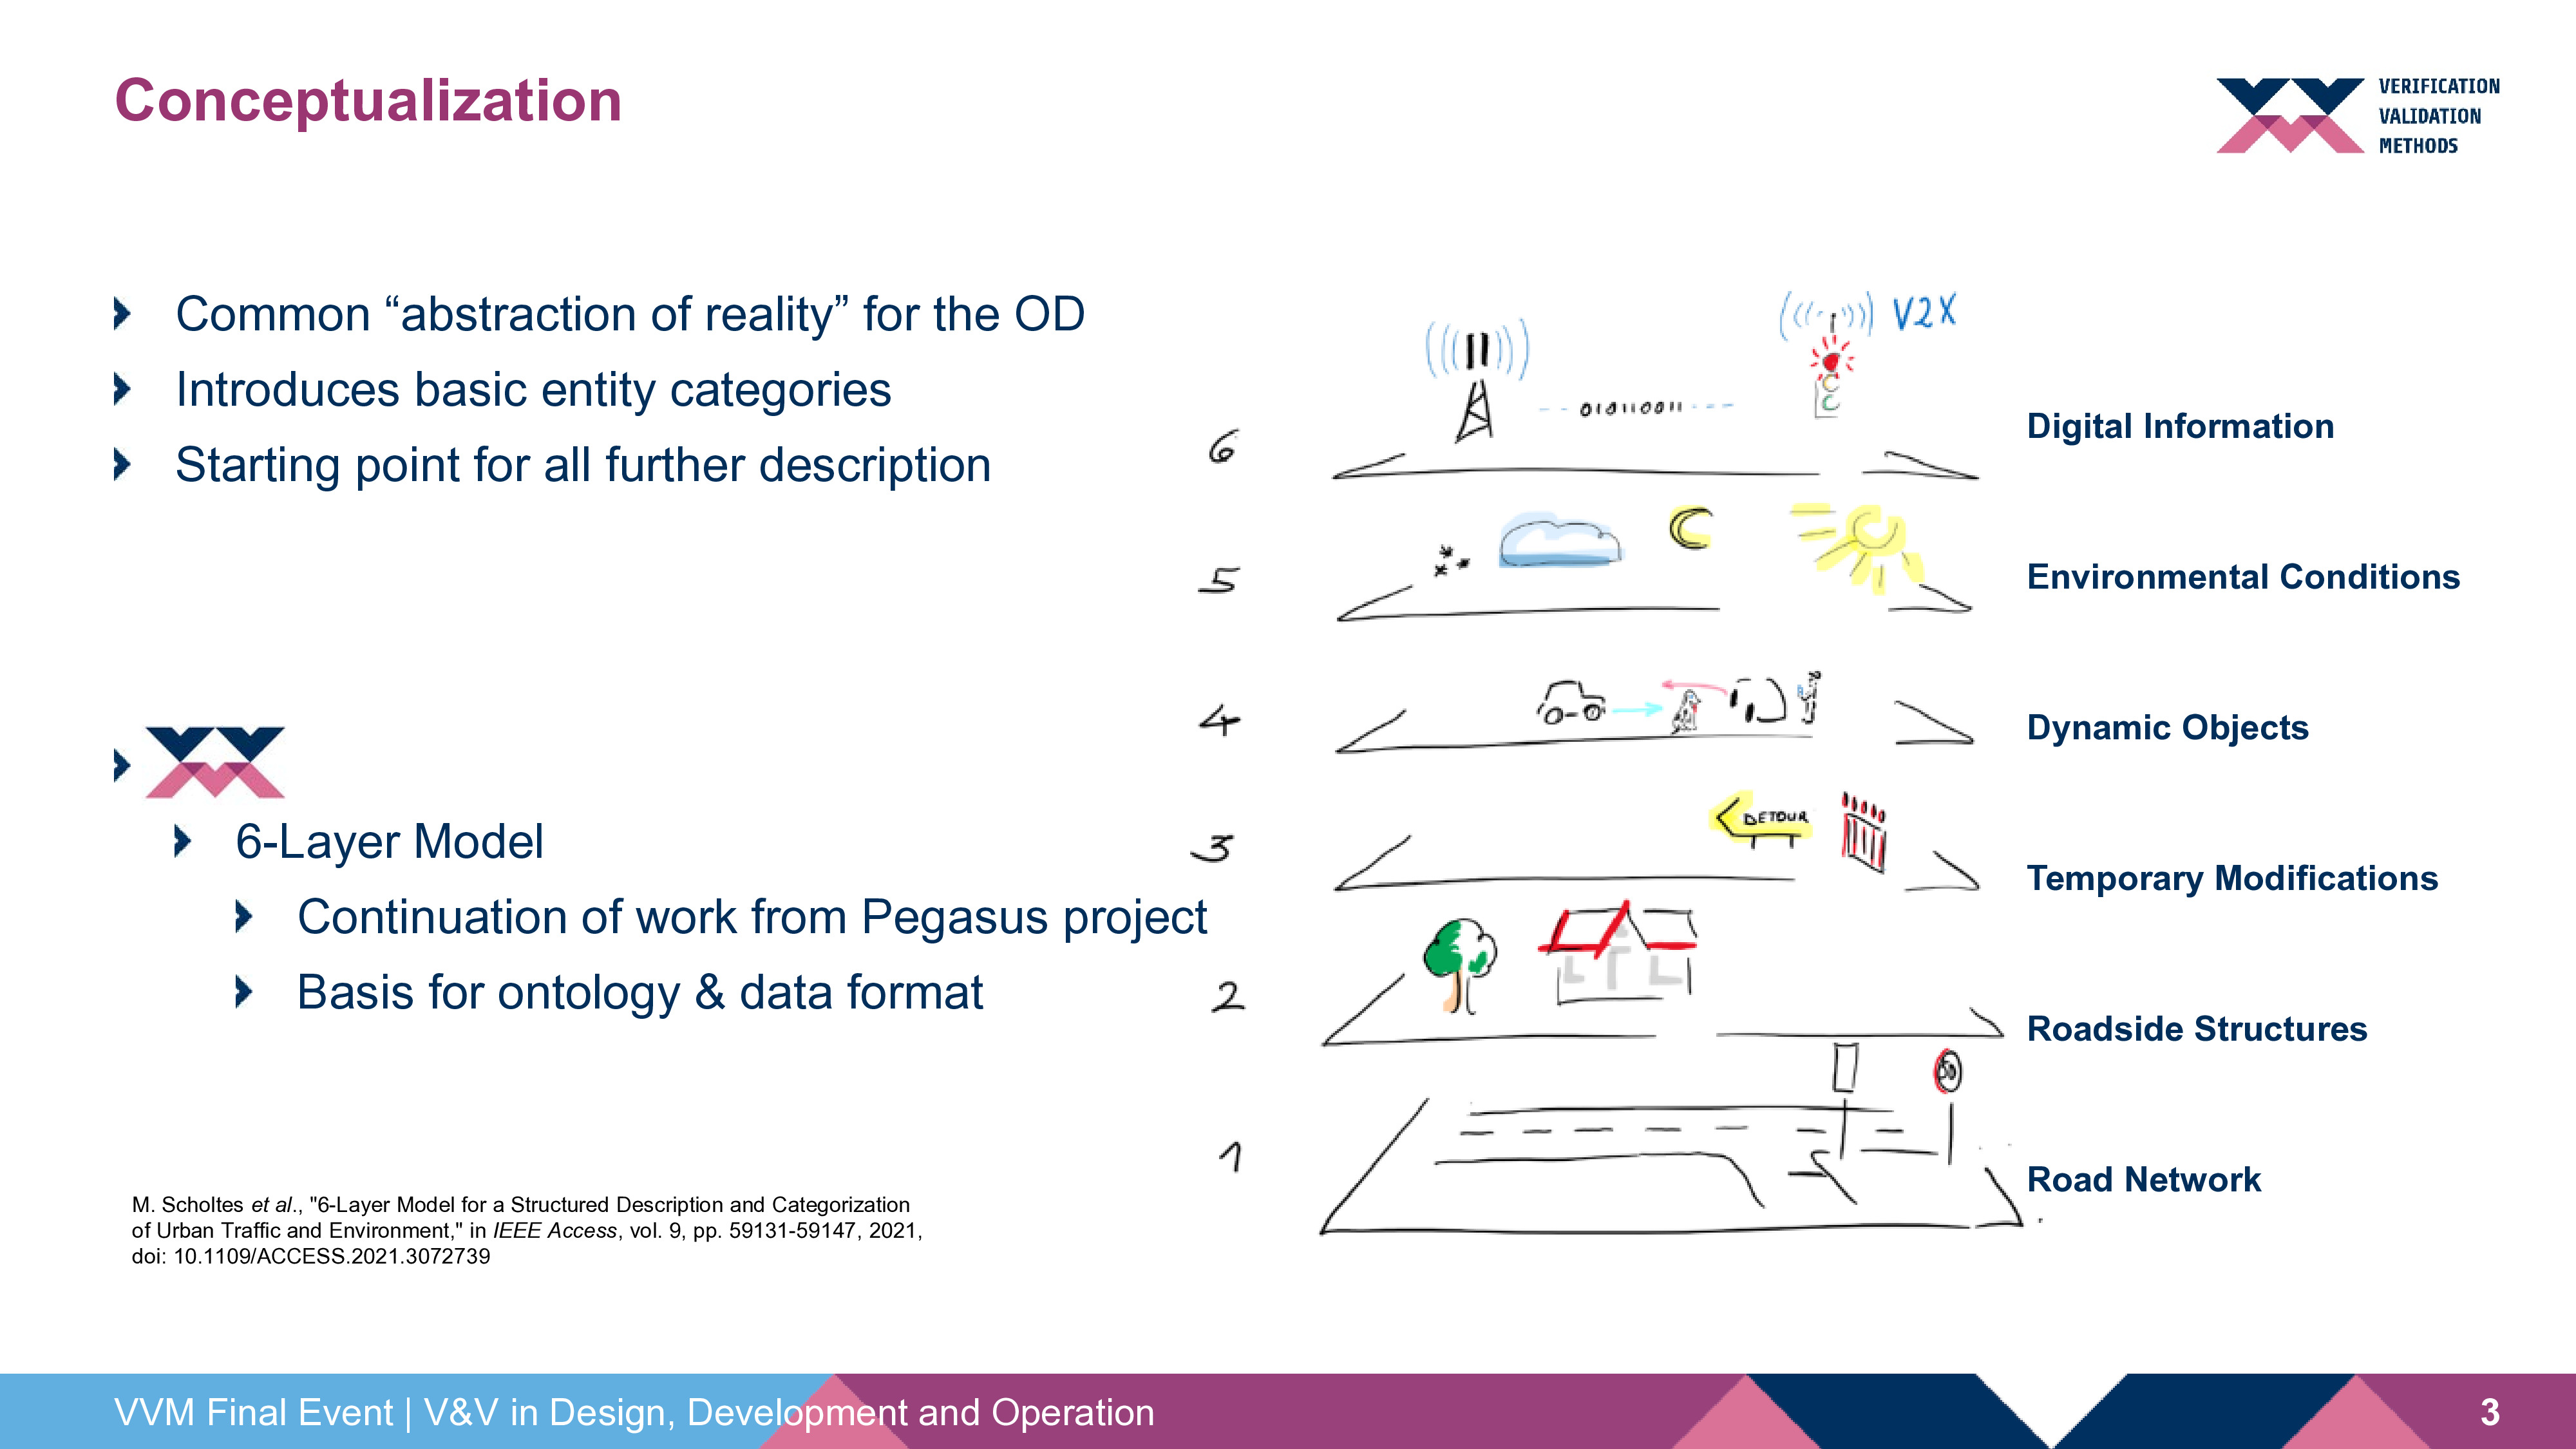 Conceptualization
VERIFICATION
VALIDATION
METHODS
Common “abstraction of reality” for the OD
Introduces basic entity categories
Starting point for all further description
6-Layer Model
Continuation of work from Pegasus project
Basis for ontology & data format
M. Scholtes et al., "6-Layer Model for a Structured Description and Categorization
of Urban Traffic and Environment," in IEEE Access, vol. 9, pp. 59131-59147, 2021,
doi: 10.1109/ACCESS.2021.3072739
V2X
010110011
6
Digital Information
5
Environmental Conditions
4
Dynamic Objects
DETOUR
3
Temporary Modifications
2
Roadside Structures
50
1
Road Network
VVM Final Event | V&V in Design, Development and Operation
3